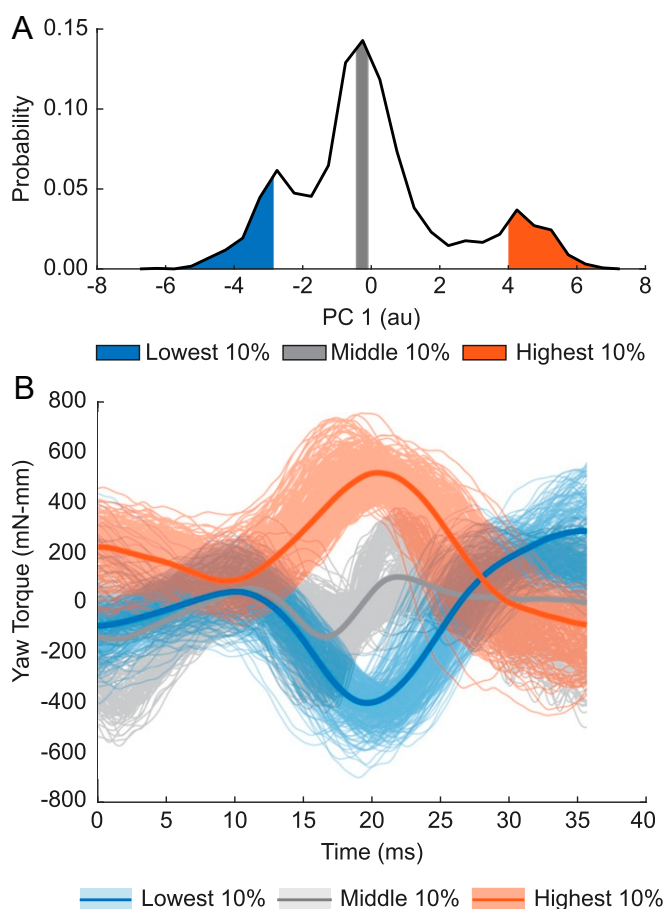 A
0.15
0.10
0.05
0.00
Probability
-8 -6 -4 -2 0 2 4 6 8
PC 1 (au)
Lowest 10% Middle 10% Highest 10%
B
800
600
400
200
0
-200
-400
-600
-800
Yaw Torque (mN-mm)
0 5 10 15 20 25 30 35 40
Time (ms)
Lowest 10% Middle 10% Highest 10%